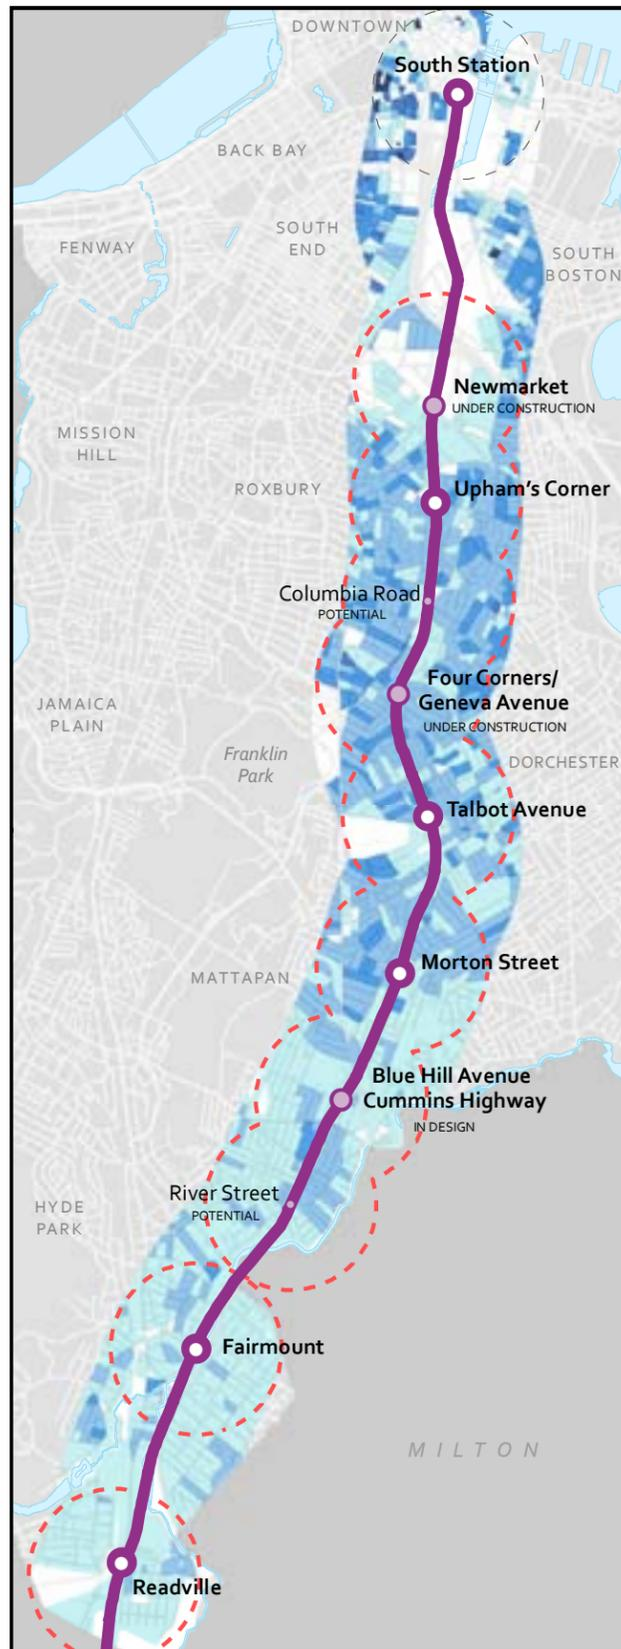 DOWNTOWN
South Station
BACK BAY
SOUTH
END
FENWAY
SOUTH
BOSTON
Newmarket
UNDER CONSTRUCTION
MISSION
HILL
ROXBURY
Upham's Corner
Columbia Road
POTENTIAL
Four Corners/
Geneva Avenue
UNDER CONSTRUCTION
JAMAICA
PLAIN
Franklin
Park
DORCHESTER
Talbot Avenue
Morton Street
MATTAPAN
Blue Hill Avenue
Cummins Highway
IN DESIGN
River Street
POTENTIAL
HYDE
PARK
Fairmount
MILTON
Readville